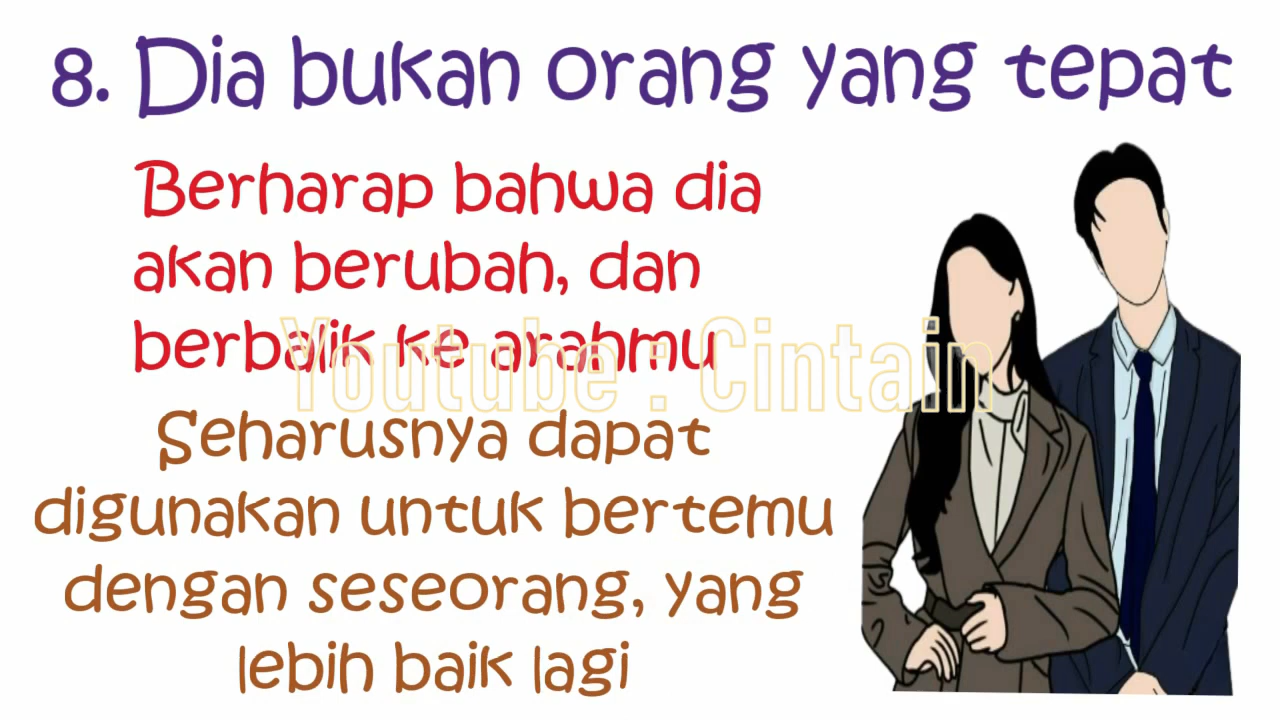 8. Dia bukan orang yang tepat
Berharap bahwa dia
akan berubah, dan
berbalik ke arahmu
Youtube : Cintain
Seharusnya dapat
digunakan untuk bertemu
dengan seseorang, yang
lebih baik lagi